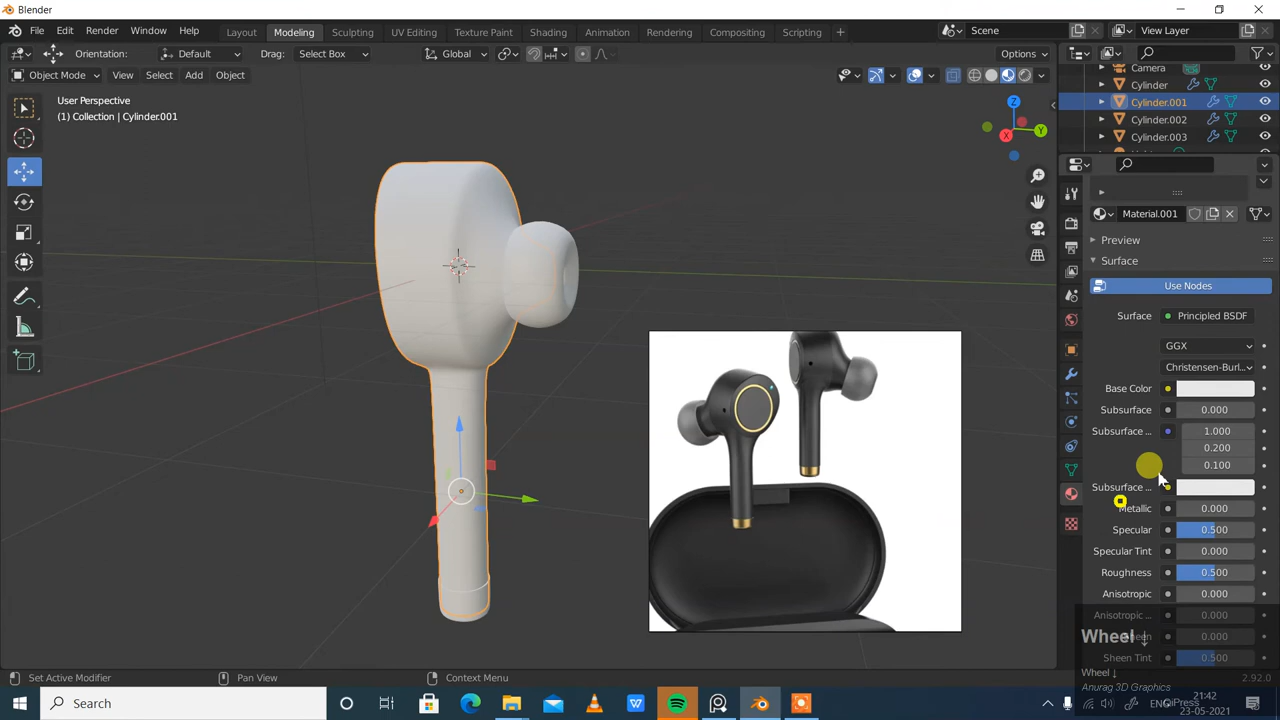 Blender
File Edit Render Window Help Layout Modeling Sculpting UV Editing Texture Paint Shading Animation Rendering Compositing Scripting + Scene View Layer
Orientation: Default Drag: Select Box Global Options
Object Mode View Select Add Object
User Perspective
(1) Collection | Cylinder.001
Z
Y
X
Camera
Cylinder
Cylinder.001
Cylinder.002
Cylinder.003
Material.001
Preview
Surface
Use Nodes
Surface Principled BSDF
GGX
Christensen-Burl...
Base Color
Subsurface 0.000
Subsurface ... 1.000
0.200
0.100
Subsurface ...
Metallic 0.000
Specular 0.500
Specular Tint 0.000
Roughness 0.500
Anisotropic 0.000
Anisotropic ... 0.000
Sheen 0.000
Sheen Tint 0.500
Wheel ↓
Wheel ↓
Anurag 3D Graphics
Set Active Modifier Pan View Context Menu 2.92.0
Search
ENG
21:42
23-05-2021